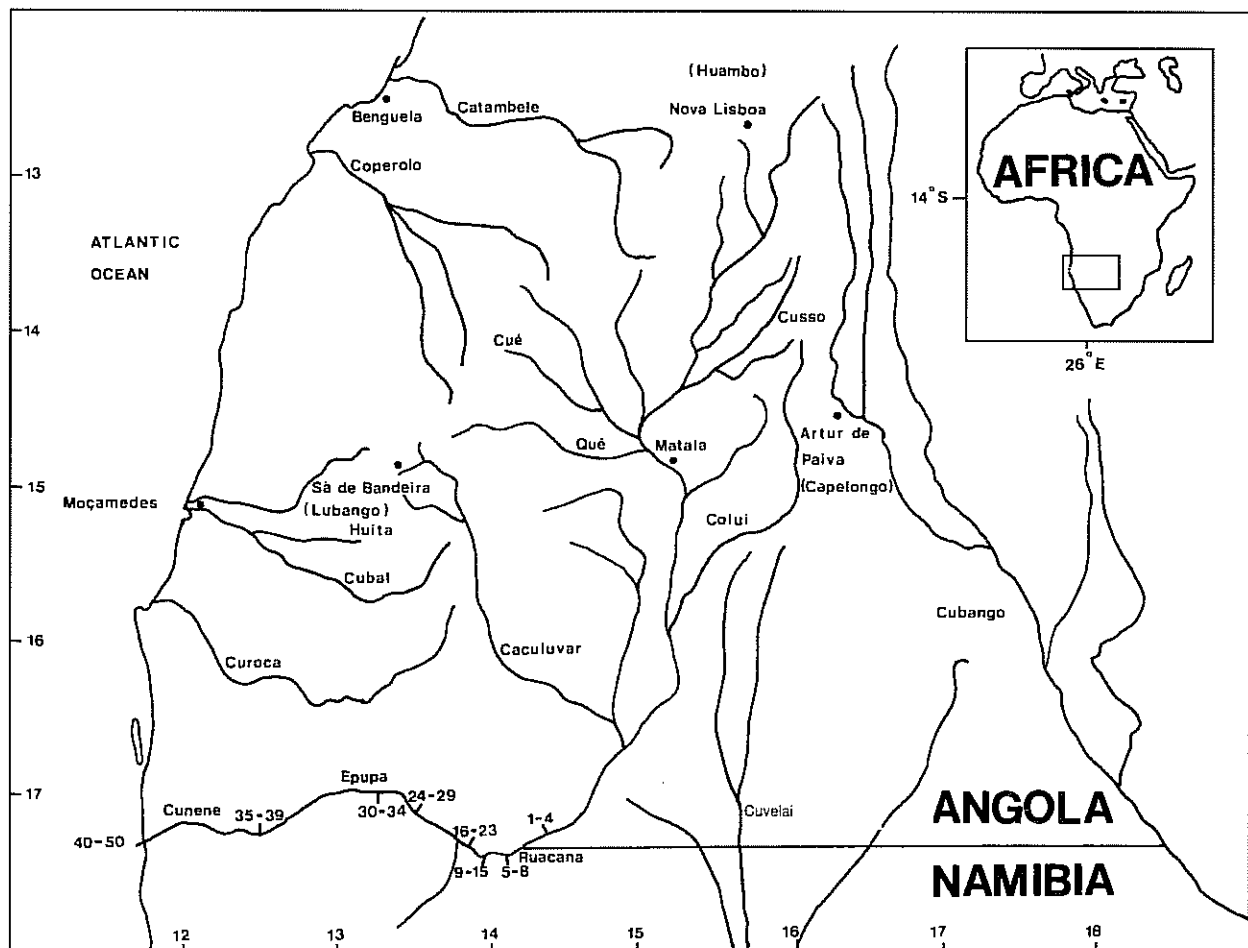 (Huambo)
Nova Lisboa
Benguela
Catambele
Coperolo
13
ATLANTIC
OCEAN
AFRICA
14°S
26°E
14
Cusso
Cué
Qué
Matala
Artur de
Paiva
(Capelongo)
15
Moçamedes
Sà de Bandeira
(Lubango)
Huila
Colui
Cubal
Cubango
16
Curoca
Caculuvar
17
Epupa
24-29
Cunene
35-39
30-34
1-4
Cuvelai
ANGOLA
40-50
16-23
Ruacana
9-15
5-8
NAMIBIA
12
13
14
15
16
17
18